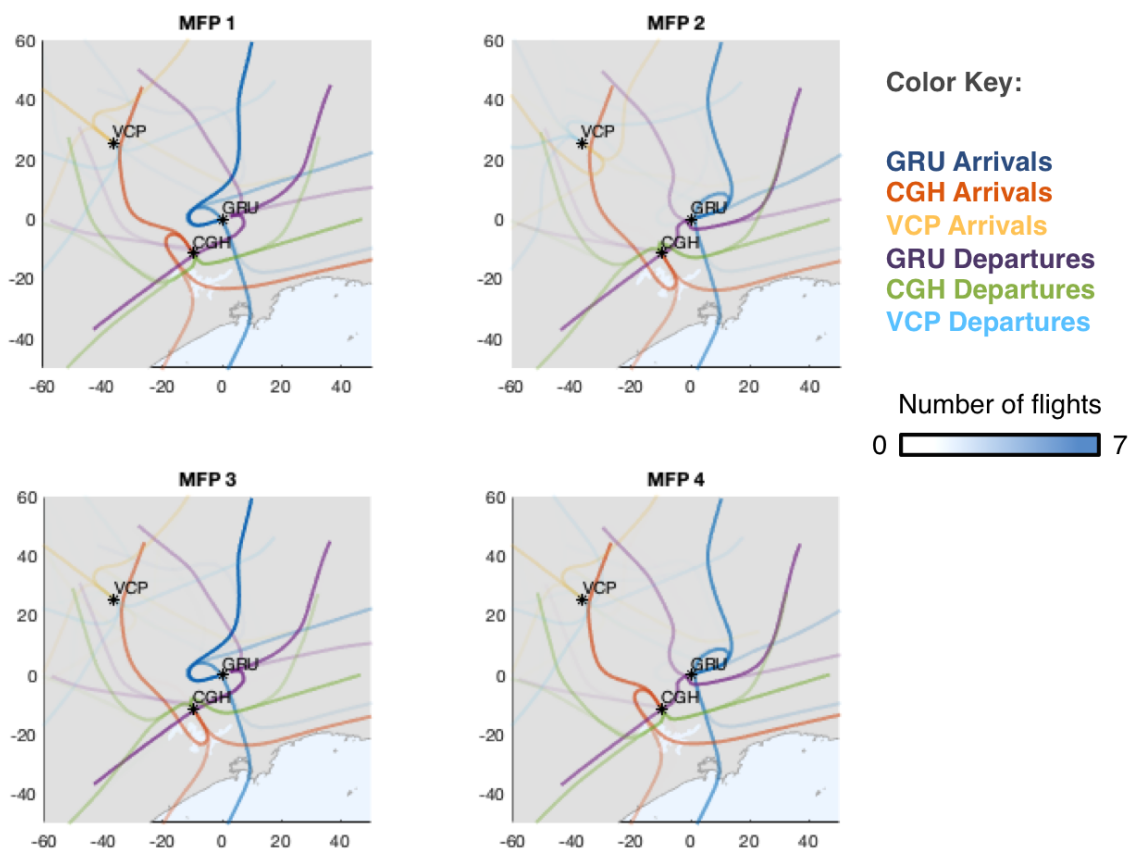 MFP 1
60
40
20
0
-20
-40
-60
-40
-20
0
20
40
VCP
GRU
CGH
MFP 2
60
40
20
0
-20
-40
-60
-40
-20
0
20
40
VCP
GRU
CGH
Color Key:
GRU Arrivals
CGH Arrivals
VCP Arrivals
GRU Departures
CGH Departures
VCP Departures
Number of flights
0 7
MFP 3
60
40
20
0
-20
-40
-60
-40
-20
0
20
40
VCP
GRU
CGH
MFP 4
60
40
20
0
-20
-40
-60
-40
-20
0
20
40
VCP
GRU
CGH